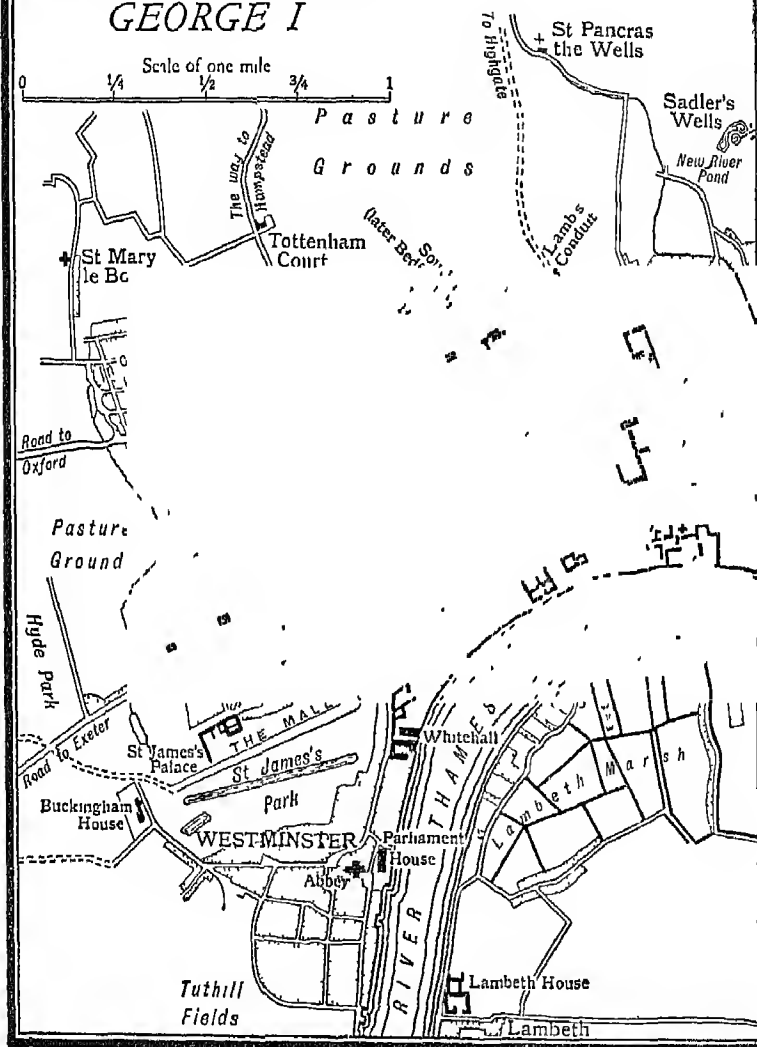 GEORGE I
Scale of one mile
0 1/4 1/2 3/4 1
To Highgate
St Pancras
the Wells
Sadler's
Wells
New River
Pond
Pasture
Grounds
The way to
Hampstead
Tottenham
Court
Lamb's
Conduit
(later
St Mary
le
Road to
Oxford
Pasture
Ground
Hyde Park
Road to Exeter
St James's
Palace
THE MALL
St James's
Park
Whitehall
RIVER THAMES
Lambeth Marsh
Buckingham
House
WESTMINSTER
Parliament
House
Abbey
Tuthill
Fields
Lambeth House
Lambeth